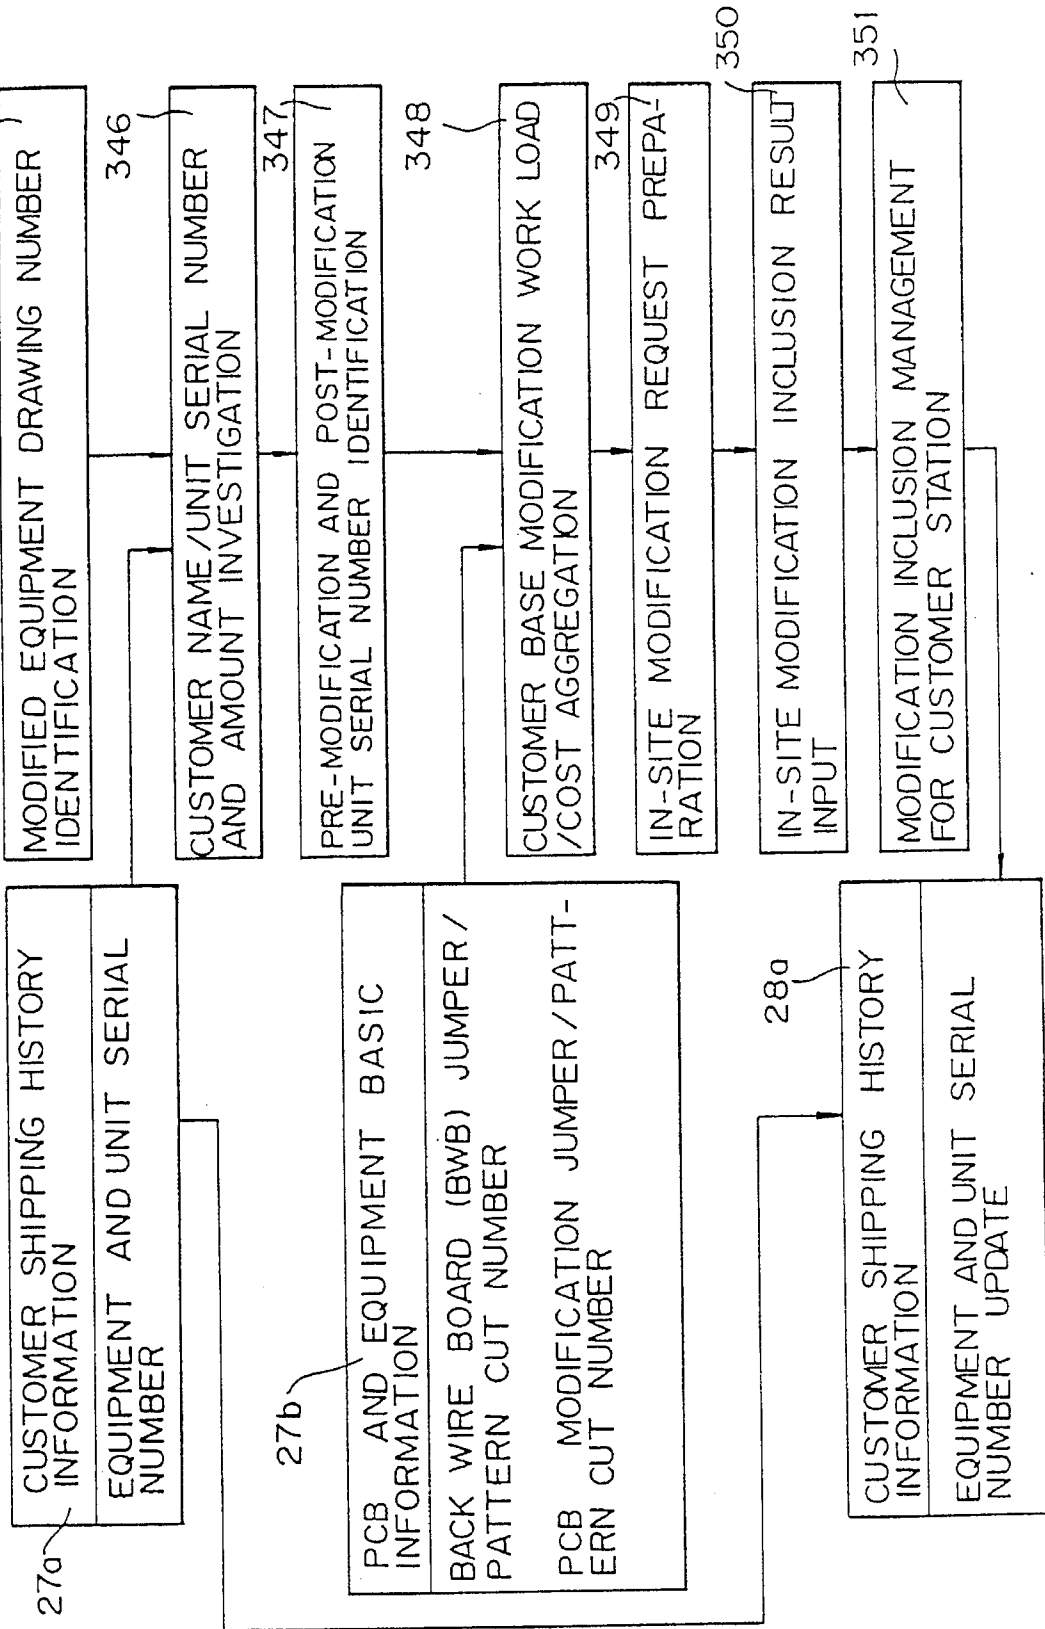 MODIFIED EQUIPMENT DRAWING NUMBER
IDENTIFICATION
346
CUSTOMER NAME/UNIT SERIAL NUMBER
AND AMOUNT INVESTIGATION
347
PRE-MODIFICATION AND POST-MODIFICATION
UNIT SERIAL NUMBER IDENTIFICATION
348
CUSTOMER BASE MODIFICATION WORK LOAD
/COST AGGREGATION
349
IN-SITE MODIFICATION REQUEST PREPA-
RATION
350
IN-SITE MODIFICATION INCLUSION RESULT
INPUT
351
MODIFICATION INCLUSION MANAGEMENT
FOR CUSTOMER STATION
27a
CUSTOMER SHIPPING HISTORY
INFORMATION
EQUIPMENT AND UNIT SERIAL
NUMBER
27b
PCB AND EQUIPMENT BASIC
INFORMATION
BACK WIRE BOARD (BWB) JUMPER/
PATTERN CUT NUMBER
PCB MODIFICATION JUMPER/PATT-
ERN CUT NUMBER
28a
CUSTOMER SHIPPING HISTORY
INFORMATION
EQUIPMENT AND UNIT SERIAL
NUMBER UPDATE